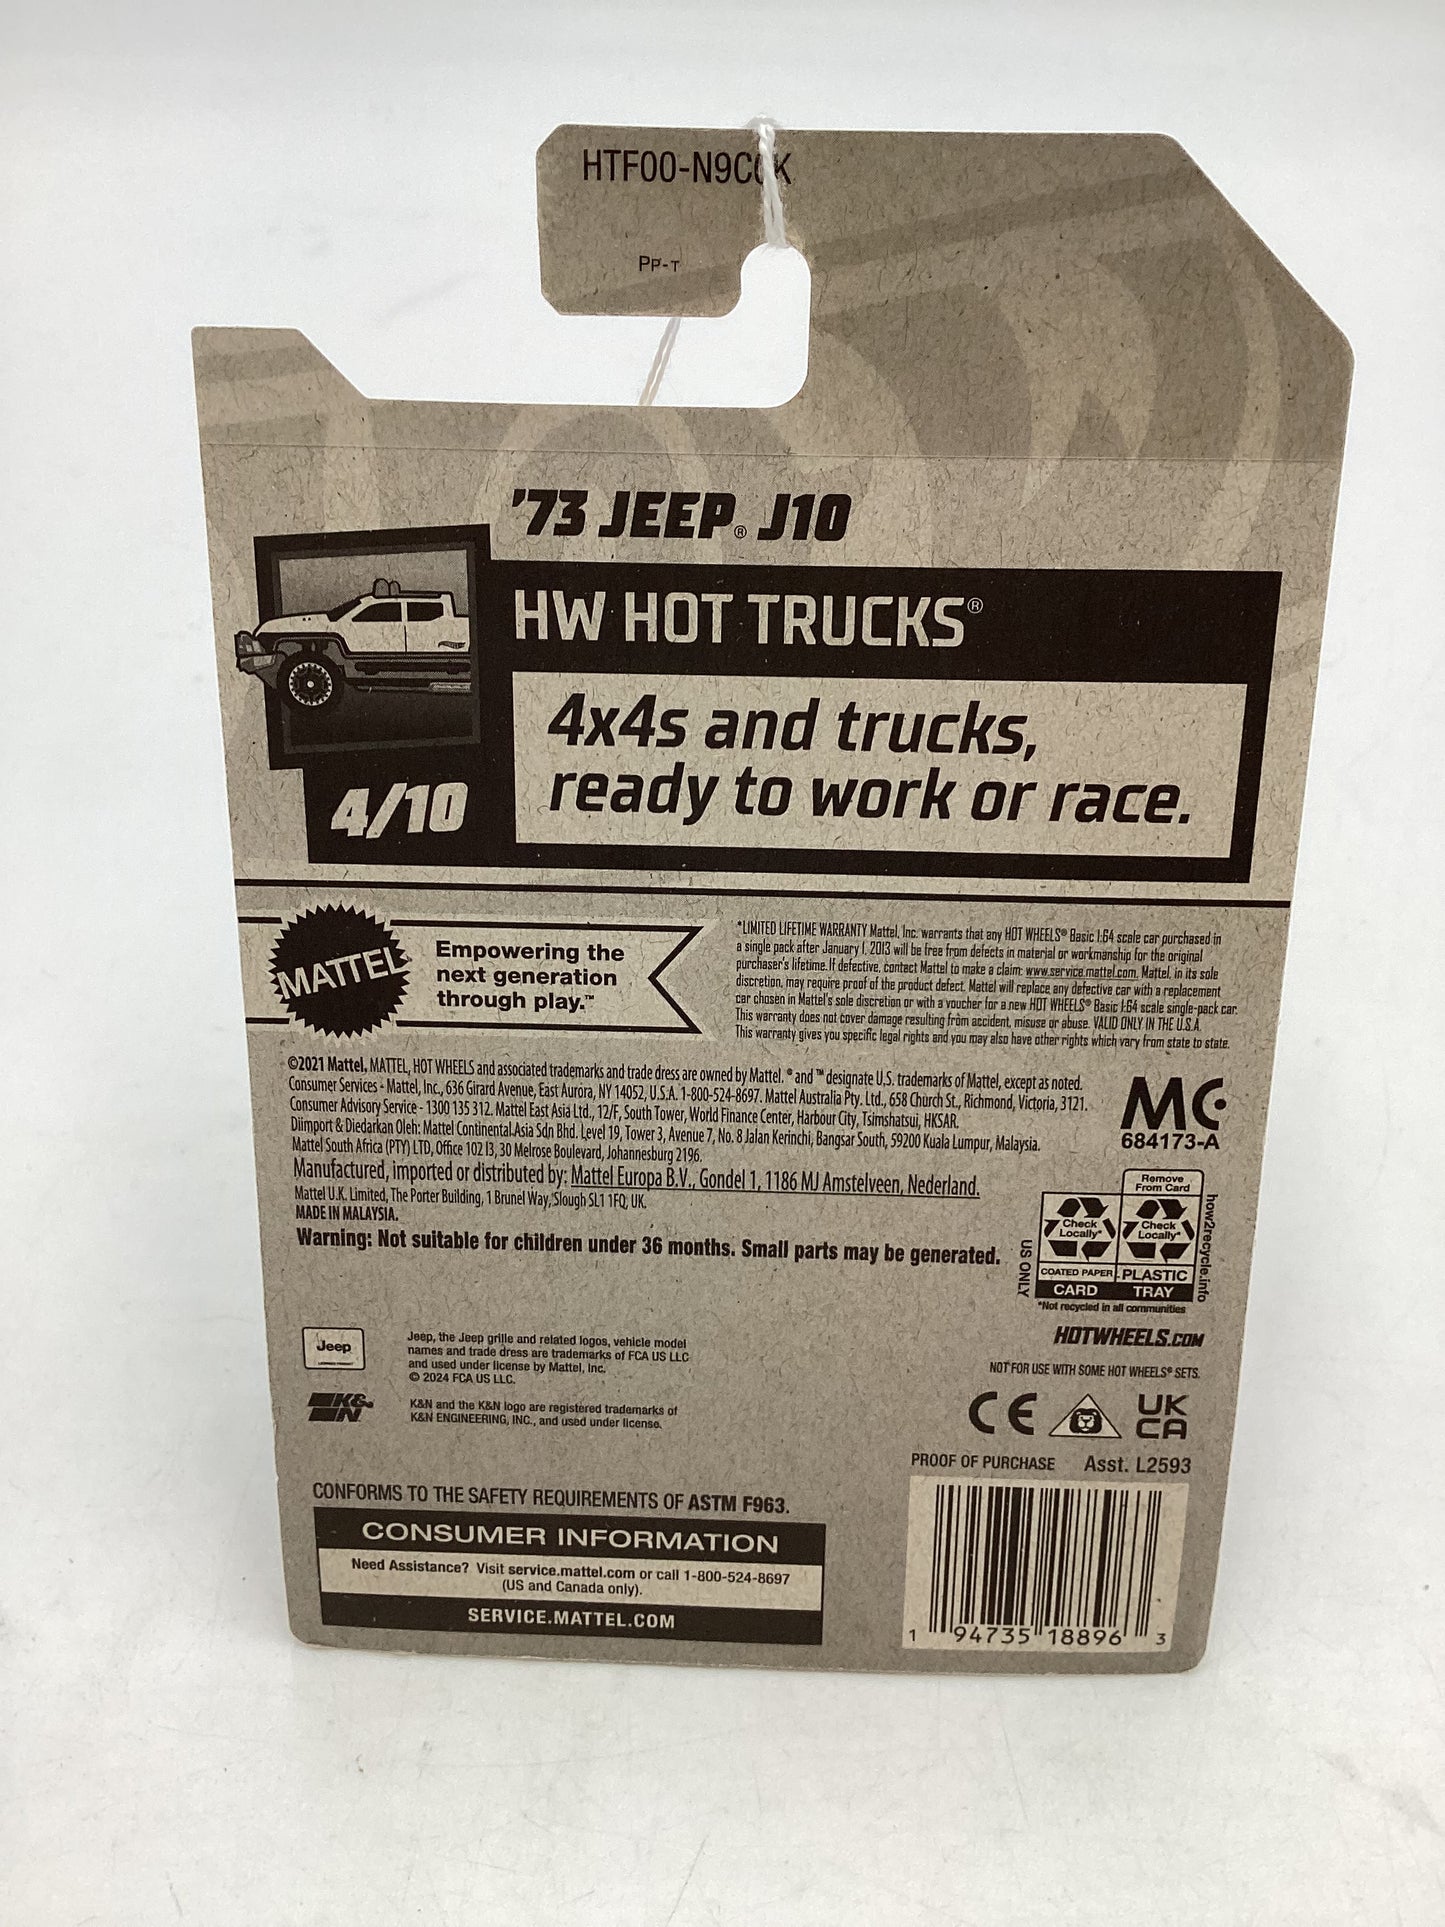 HTF00-N9C0K
PP-T
'73 JEEP® J10
HW HOT TRUCKS®
4x4s and trucks,
ready to work or race.
4/10
MATTEL
Empowering the
next generation
through play.™
*LIMITED LIFETIME WARRANTY Mattel, Inc. warrants that any HOT WHEELS® Basic 1:64 scale car purchased in
a single pack after January 1, 2013 will be free from defects in material or workmanship for the original
purchaser's lifetime. If defective, contact Mattel to make a claim: www.service.mattel.com. Mattel, in its sole
discretion, may require proof of the product defect. Mattel will replace any defective car with a replacement
car chosen in Mattel's sole discretion or with a voucher for a new HOT WHEELS® Basic 1:64 scale single-pack car.
This warranty does not cover damage resulting from accident, misuse or abuse. VALID ONLY IN THE U.S.A.
This warranty gives you specific legal rights and you may also have other rights which vary from state to state.
©2021 Mattel. MATTEL, HOT WHEELS and associated trademarks and trade dress are owned by Mattel. ® and ™ designate U.S. trademarks of Mattel, except as noted.
Consumer Services - Mattel, Inc., 636 Girard Avenue, East Aurora, NY 14052, U.S.A. 1-800-524-8697. Mattel Australia Pty. Ltd., 658 Church St., Richmond, Victoria, 3121.
Consumer Advisory Service - 1300 135 312. Mattel East Asia Ltd., 12/F, South Tower, World Finance Center, Harbour City, Tsimshatsui, HKSAR.
Diimport & Diedarkan Oleh: Mattel Continental Asia Sdn Bhd. Level 19, Tower 3, Avenue 7, No. 8 Jalan Kerinchi, Bangsar South, 59200 Kuala Lumpur, Malaysia.
Mattel South Africa (PTY) LTD, Office 102 I3, 30 Melrose Boulevard, Johannesburg 2196.
Manufactured, imported or distributed by: Mattel Europa B.V., Gondel 1, 1186 MJ Amstelveen, Nederland.
Mattel U.K. Limited, The Porter Building, 1 Brunel Way, Slough SL1 1FQ, UK.
MADE IN MALAYSIA.
Warning: Not suitable for children under 36 months. Small parts may be generated.
MC
684173-A
Remove
From Card
Check
Locally*
Check
Locally*
COATED PAPER
PLASTIC
CARD
TRAY
US ONLY
how2recycle.info
*Not recycled in all communities
HOTWHEELS.COM
NOT FOR USE WITH SOME HOT WHEELS® SETS.
Jeep
Jeep, the Jeep grille and related logos, vehicle model
names and trade dress are trademarks of FCA US LLC
and used under license by Mattel, Inc.
© 2024 FCA US LLC.
K&N
K&N and the K&N logo are registered trademarks of
K&N ENGINEERING, INC., and used under license.
CE
UK
CA
PROOF OF PURCHASE
Asst. L2593
CONFORMS TO THE SAFETY REQUIREMENTS OF ASTM F963.
CONSUMER INFORMATION
Need Assistance? Visit service.mattel.com or call 1-800-524-8697
(US and Canada only).
SERVICE.MATTEL.COM
1 94735 18896 3